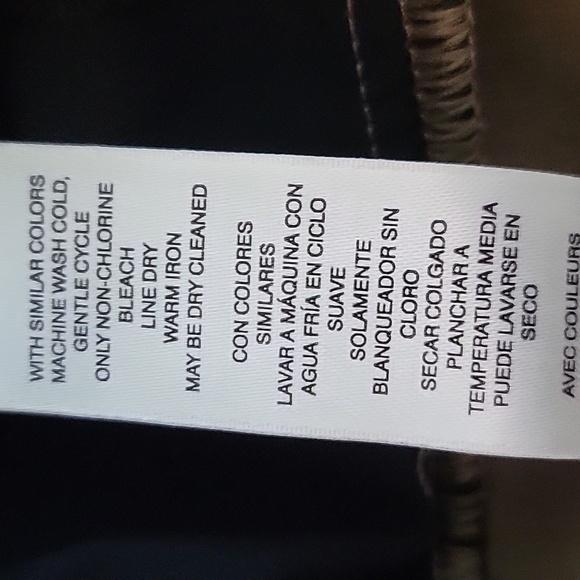 WITH SIMILAR COLORS
MACHINE WASH COLD,
GENTLE CYCLE
ONLY NON-CHLORINE
BLEACH
LINE DRY
WARM IRON
MAY BE DRY CLEANED
CON COLORES
SIMILARES
LAVAR A MÁQUINA CON
AGUA FRÍA EN CICLO
SUAVE
SOLAMENTE
BLANQUEADOR SIN
CLORO
SECAR COLGADO
PLANCHAR A
TEMPERATURA MEDIA
PUEDE LAVARSE EN
SECO
AVEC COULEURS